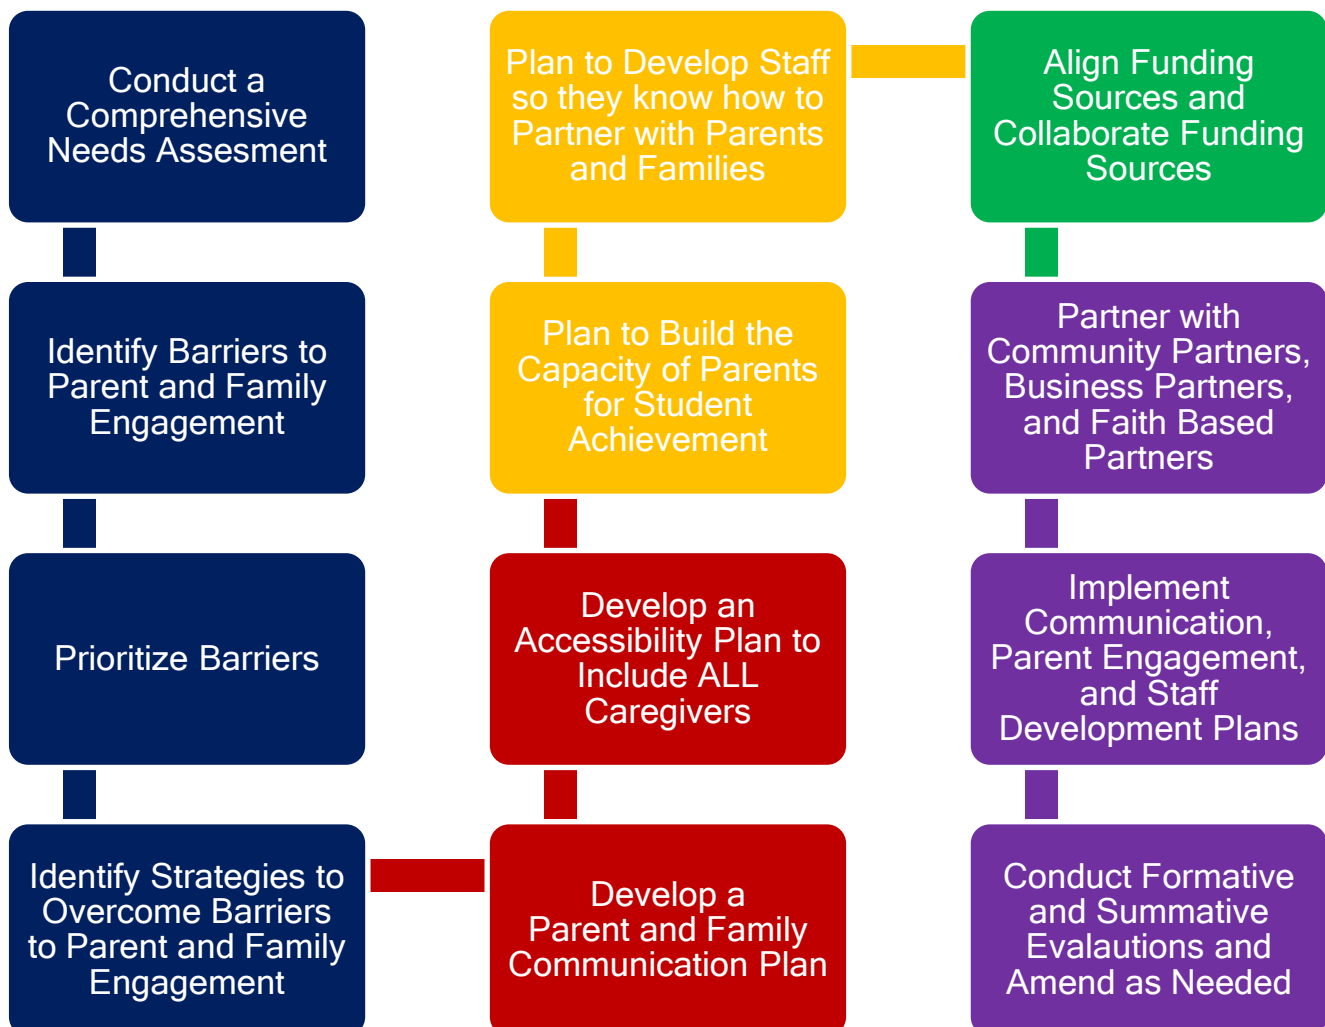 Conduct a
Comprehensive
Needs Assesment
Identify Barriers to
Parent and Family
Engagement
Prioritize Barriers
Identify Strategies to
Overcome Barriers
to Parent and Family
Engagement
Develop a
Parent and Family
Communication Plan
Develop an
Accessibility Plan to
Include ALL
Caregivers
Plan to Build the
Capacity of Parents
for Student
Achievement
Plan to Develop Staff
so they know how to
Partner with Parents
and Families
Align Funding
Sources and
Collaborate Funding
Sources
Partner with
Community Partners,
Business Partners,
and Faith Based
Partners
Implement
Communication,
Parent Engagement,
and Staff
Development Plans
Conduct Formative
and Summative
Evalautions and
Amend as Needed